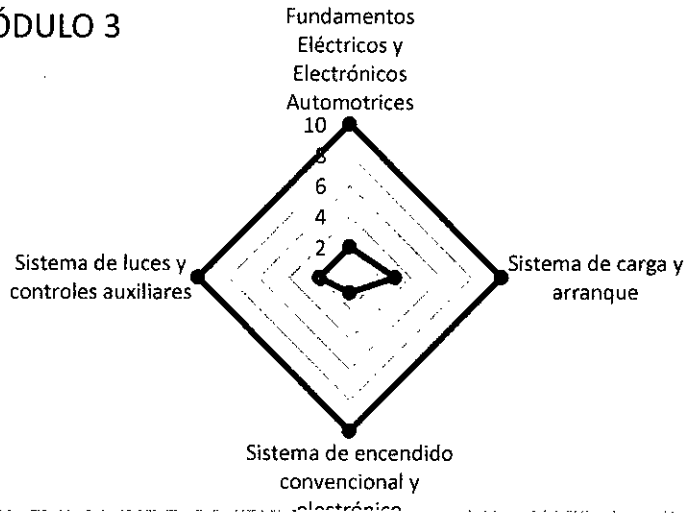 ÓDULO 3
Fundamentos
Eléctricos y
Electrónicos
Automotrices
10
8
6
4
2
Sistema de luces y
controles auxiliares
Sistema de carga y
arranque
Sistema de encendido
convencional y
electrónico